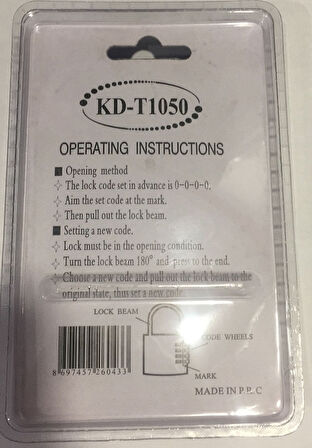 KD-T1050
OPERATING INSTRUCTIONS
■ Opening method
✧ The lock code set in advance is 0-0-0-0.
✧ Aim the set code at the mark.
✧ Then pull out the lock beam.
■ Setting a new code.
✧ Lock must be in the opening condition.
✧ Turn the lock beam 180° and press to the end.
✧ Choose a new code and pull out the lock beam to the
original state, thus set a new code.
LOCK BEAM
CODE WHEELS
MARK
8 697457 260433
MADE IN P.R.C